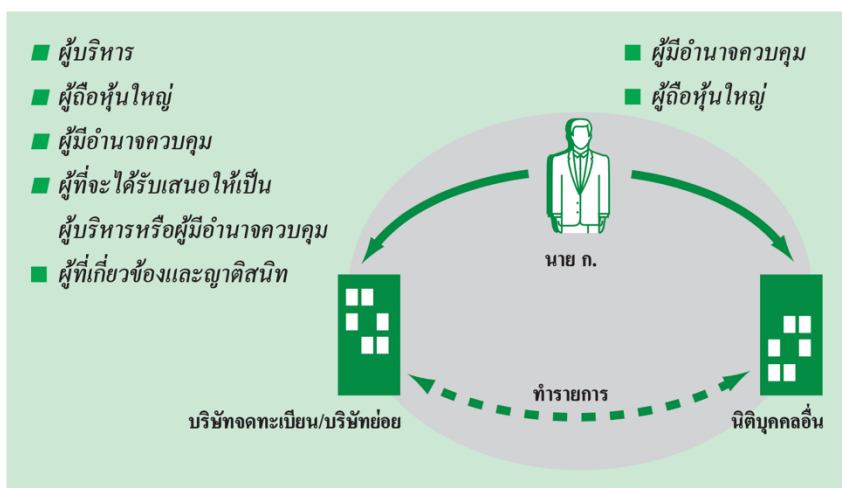 ผู้บริหาร
ผู้ถือหุ้นใหญ่
ผู้มีอำนาจควบคุม
ผู้ที่จะได้รับเสนอให้เป็น
ผู้บริหารหรือผู้มีอำนาจควบคุม
ผู้ที่เกี่ยวข้องและญาติสนิท
ผู้มีอำนาจควบคุม
ผู้ถือหุ้นใหญ่
นาย ก.
ทำรายการ
บริษัทจดทะเบียน/บริษัทย่อย
นิติบุคคลอื่น